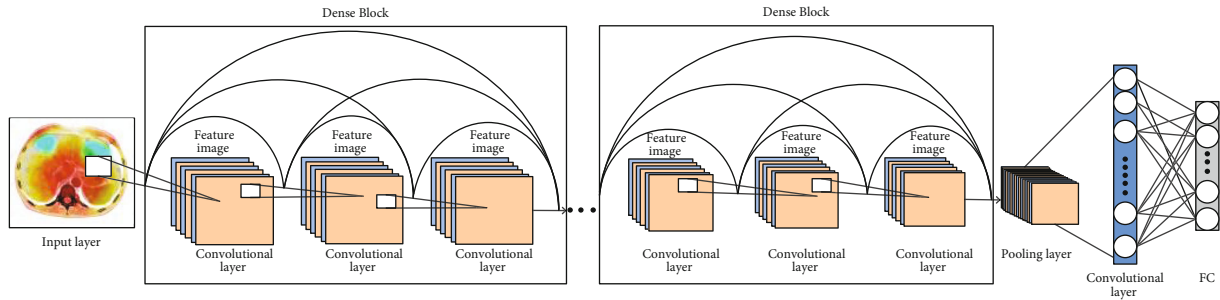 Dense Block
Dense Block
Feature
image
Feature
image
Feature
image
Feature
image
Feature
image
Feature
image
Input layer
Convolutional
layer
Convolutional
layer
Convolutional
layer
Convolutional
layer
Convolutional
layer
Convolutional
layer
Pooling layer
Convolutional
layer
FC